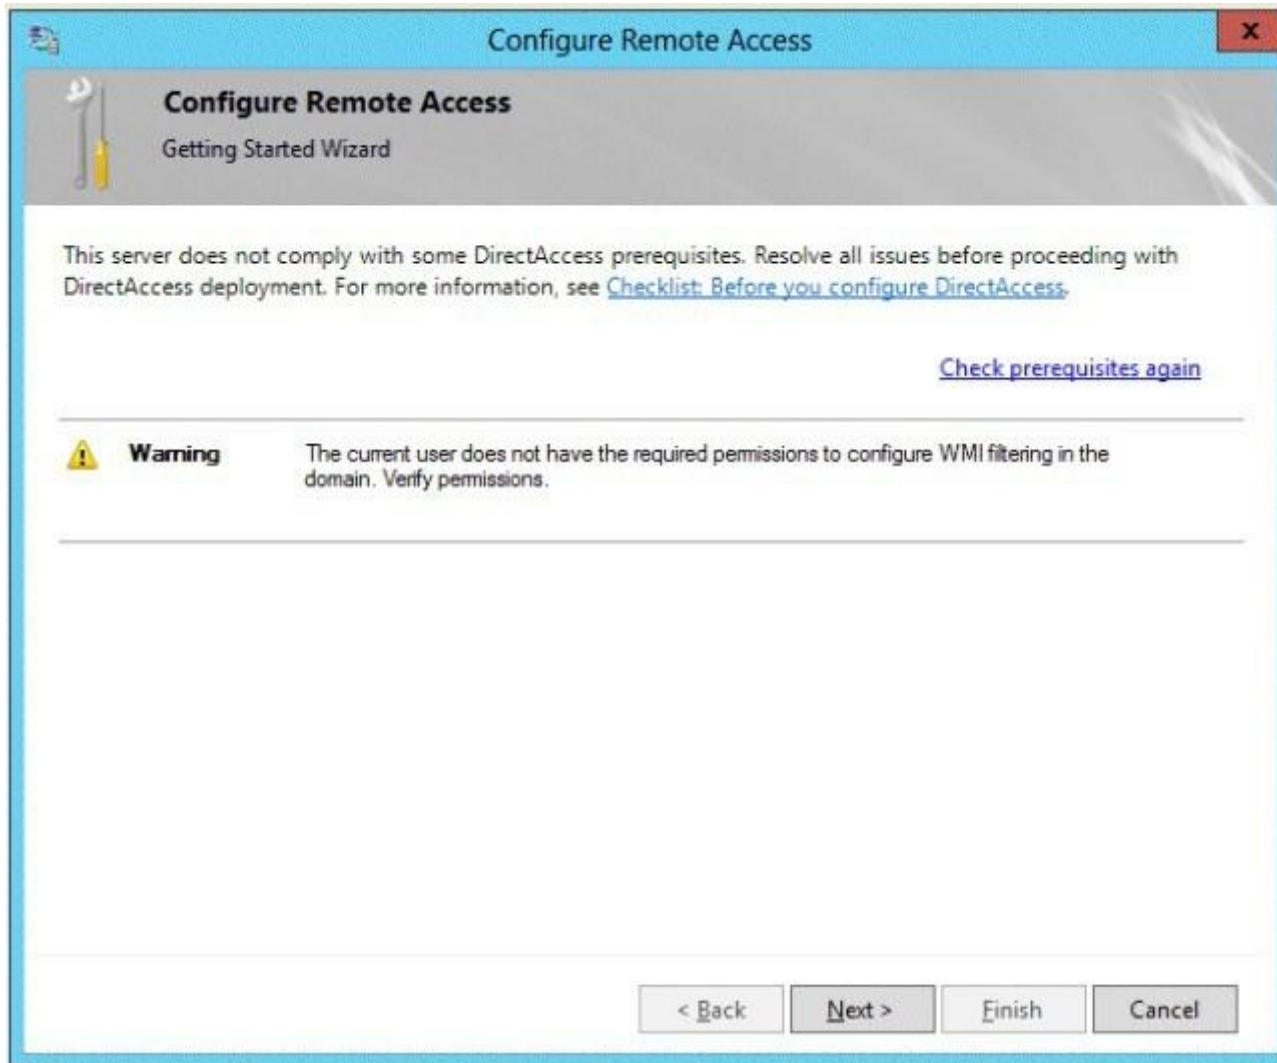 Configure Remote Access
x
Configure Remote Access
Getting Started Wizard
This server does not comply with some DirectAccess prerequisites. Resolve all issues before proceeding with
DirectAccess deployment. For more information, see Checklist: Before you configure DirectAccess.
Check prerequisites again
Warning The current user does not have the required permissions to configure WMI filtering in the
domain. Verify permissions.
< Back Next > Finish Cancel